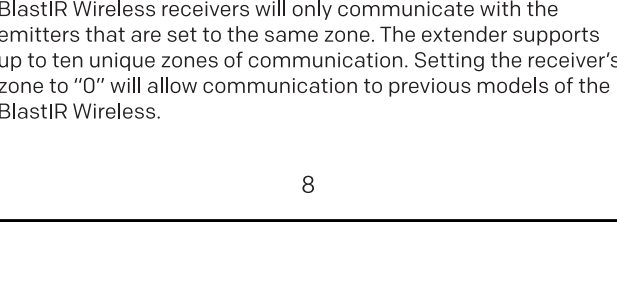 BlastIR Wireless receivers will only communicate with the
emitters that are set to the same zone. The extender supports
up to ten unique zones of communication. Setting the receiver's
zone to “0” will allow communication to previous models of the
BlastIR Wireless.
8